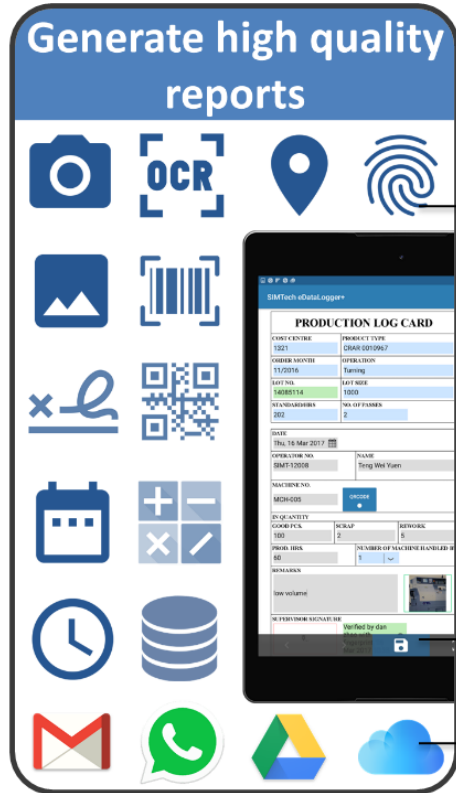 Generate high quality
reports
OCR
SIMTech eDataLogger
PRODUCTION LOG CARD
COST CENTRE PRODUCT TYPE
1321 CRAR 0010967
ORDER MONTH OPERATION
11/2016 Turning
LOT NO. LOT SIZE
14085114 1000
STANDARDHRS NO. OF PASSES
202 2
DATE
Thu, 16 Mar 2017
OPERATOR NO. NAME
SIMT-12008 Teng Wei Yuen
MACHINE NO.
MCH-005 QRCODE
IN QUANTITY
GOOD PCS. SCRAP REWORK
100 2 5
PROD. HRS. NUMBER OF MACHINE HANDLED
60 1
REMARKS
low volume
SUPERVISOR SIGNATURE
Verified by dan